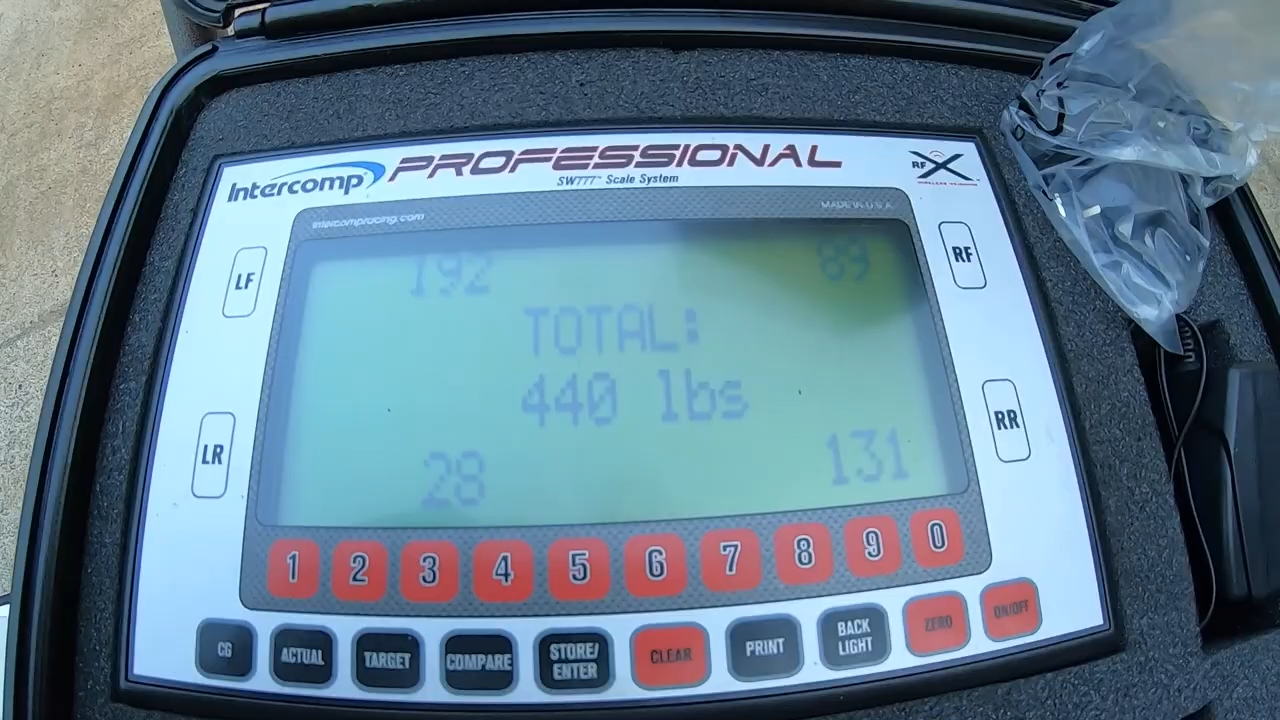 Intercomp PROFESSIONAL
SW777™ Scale System
RF X
intercompracing.com
MADE IN U.S.A.
LF
RF
192
89
TOTAL:
440 lbs
LR
RR
28
131
1 2 3 4 5 6 7 8 9 0
CG ACTUAL TARGET COMPARE STORE/ENTER CLEAR PRINT BACK LIGHT ZERO ON/OFF